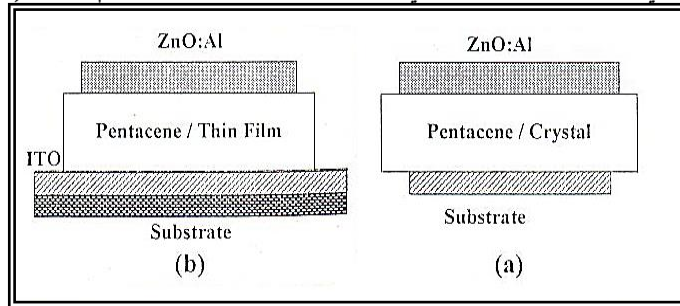 ZnO:Al
Pentacene / Thin Film
ITO
Substrate
(b)
ZnO:Al
Pentacene / Crystal
Substrate
(a)